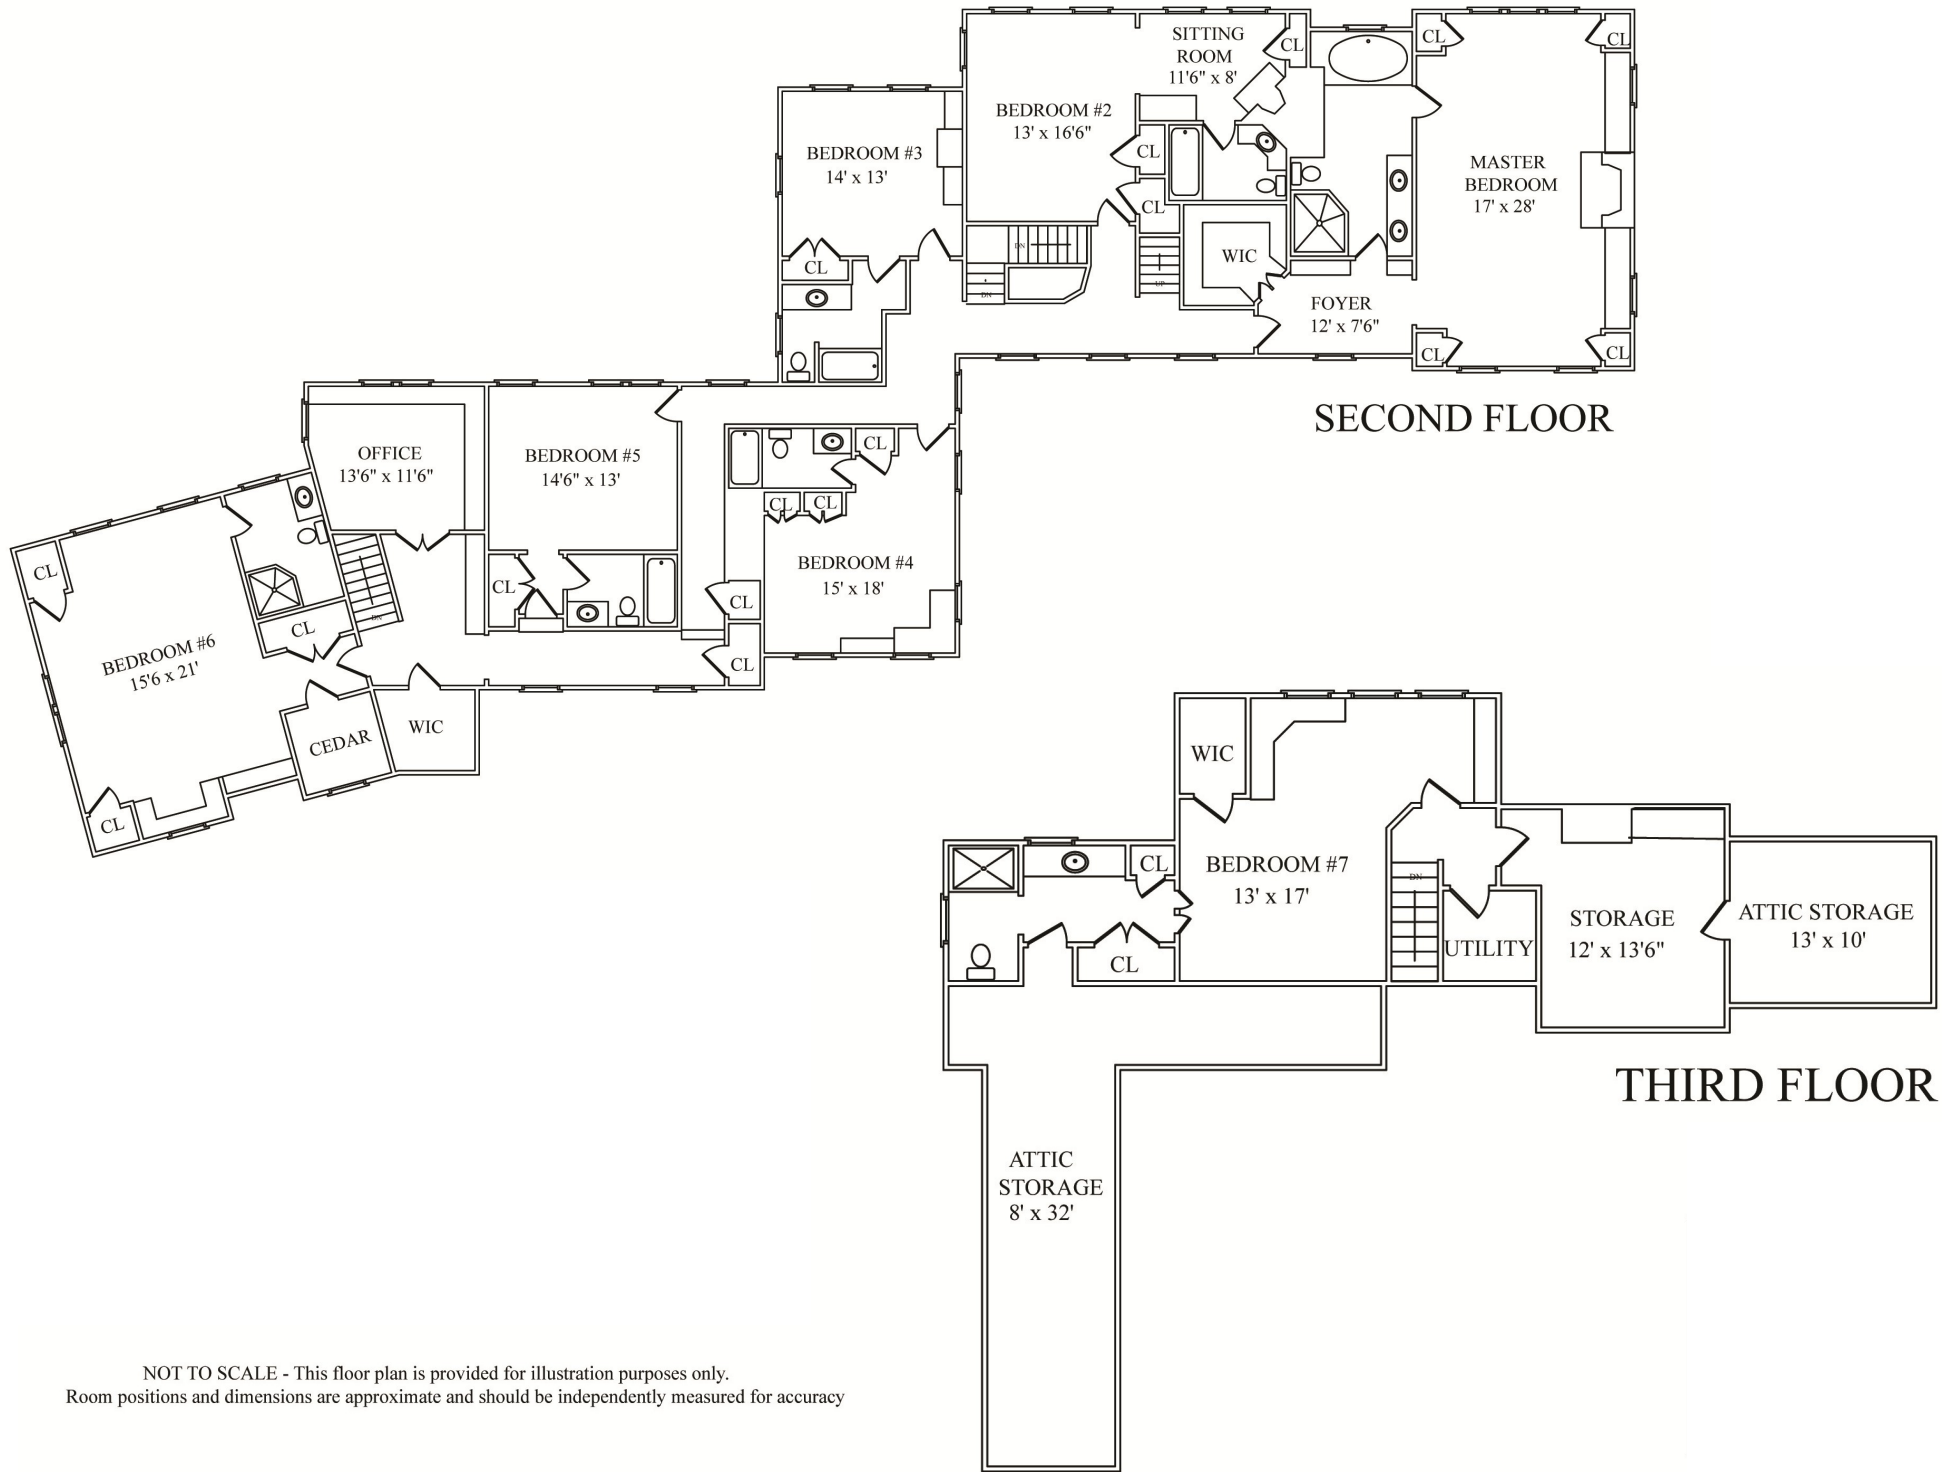 SITTING
ROOM
11'6" x 8'
CL
CL
CL
BEDROOM #2
13' x 16'6"
BEDROOM #3
14' x 13'
CL
CL
MASTER
BEDROOM
17' x 28'
CL
DN
WIC
DN
UP
FOYER
12' x 7'6"
CL
CL
SECOND FLOOR
OFFICE
13'6" x 11'6"
BEDROOM #5
14'6" x 13'
CL
CL
CL
BEDROOM #4
15' x 18'
CL
CL
CL
DN
CL
BEDROOM #6
15'6 x 21'
CL
CEDAR
WIC
CL
WIC
BEDROOM #7
13' x 17'
CL
DN
CL
UTILITY
STORAGE
12' x 13'6"
ATTIC STORAGE
13' x 10'
THIRD FLOOR
ATTIC
STORAGE
8' x 32'
NOT TO SCALE - This floor plan is provided for illustration purposes only.
Room positions and dimensions are approximate and should be independently measured for accuracy